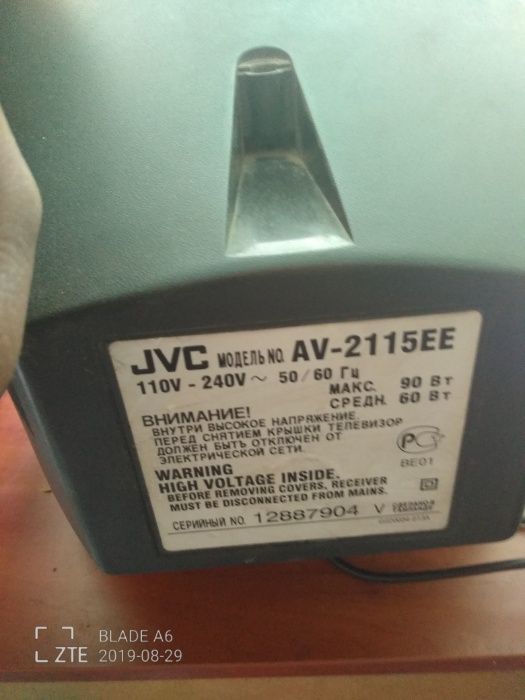 JVC МОДЕЛЬ NO. AV-2115EE
110V - 240V ~ 50/60 Гц
МАКС. 90 Вт
СРЕДН. 60 Вт
ВНИМАНИЕ!
ВНУТРИ ВЫСОКОЕ НАПРЯЖЕНИЕ.
ПЕРЕД СНЯТИЕМ КРЫШКИ ТЕЛЕВИЗОР
ДОЛЖЕН БЫТЬ ОТКЛЮЧЕН ОТ
ЭЛЕКТРИЧЕСКОЙ СЕТИ.
BE01
WARNING
HIGH VOLTAGE INSIDE.
BEFORE REMOVING COVERS, RECEIVER
MUST BE DISCONNECTED FROM MAINS.
СЕРИЙНЫЙ NO. 12887904 V
СДЕЛАНО В
ТАИЛАНДЕ
BLADE A6
ZTE 2019-08-29